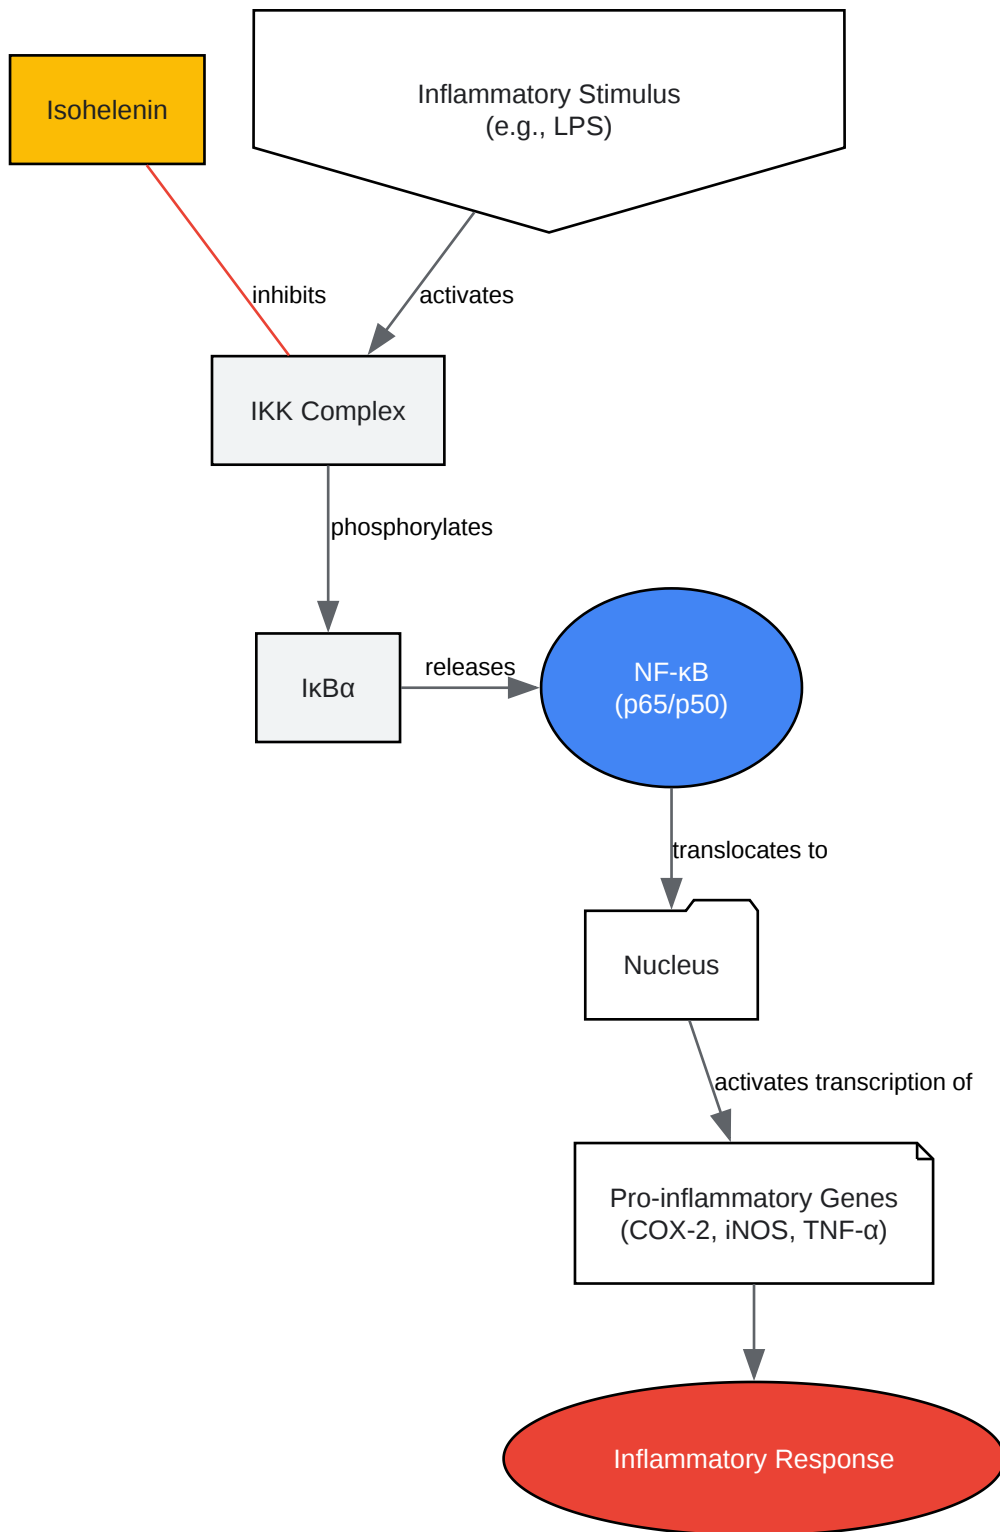 Isohelenin
Inflammatory Stimulus
(e.g., LPS)
inhibits
activates
IKK Complex
phosphorylates
IκBα
releases
NF-κB
(p65/p50)
translocates to
Nucleus
activates transcription of
Pro-inflammatory Genes
(COX-2, iNOS, TNF-α)
Inflammatory Response